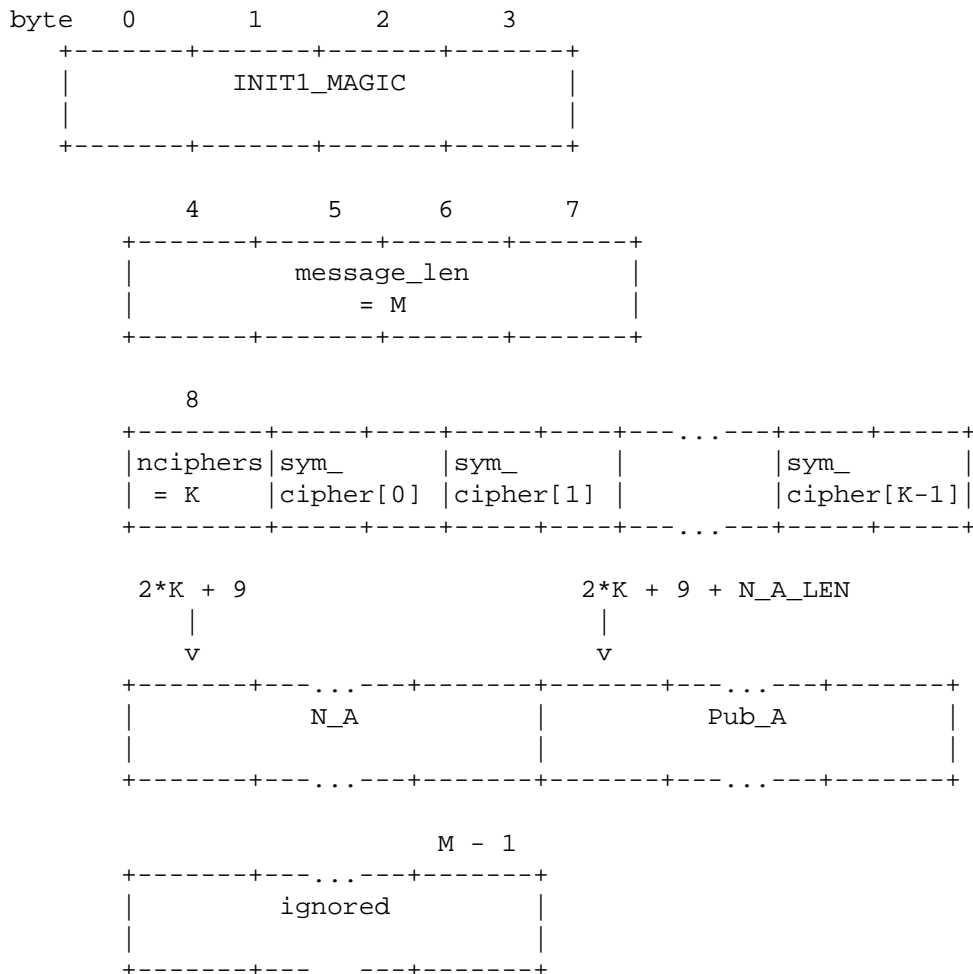 byte 0 1 2 3
+-------+-------+-------+-------+
| INIT1_MAGIC |
| |
+-------+-------+-------+-------+
4 5 6 7
+-------+-------+-------+-------+
| message_len |
| = M |
+-------+-------+-------+-------+
8
+--------+-----+----+-----+----+---...---+-----+-----+
|nciphers|sym_ |sym_ | |sym_ |
| = K |cipher[0] |cipher[1] | |cipher[K-1]|
+--------+-----+----+-----+----+---...---+-----+-----+
2*K + 9 2*K + 9 + N_A_LEN
| |
v v
+-------+---...---+-------+-------+---...---+-------+
| N_A | Pub_A |
| | |
+-------+---...---+-------+-------+---...---+-------+
M - 1
+-------+---...---+-------+
| ignored |
| |
+-------+--- ---+-------+